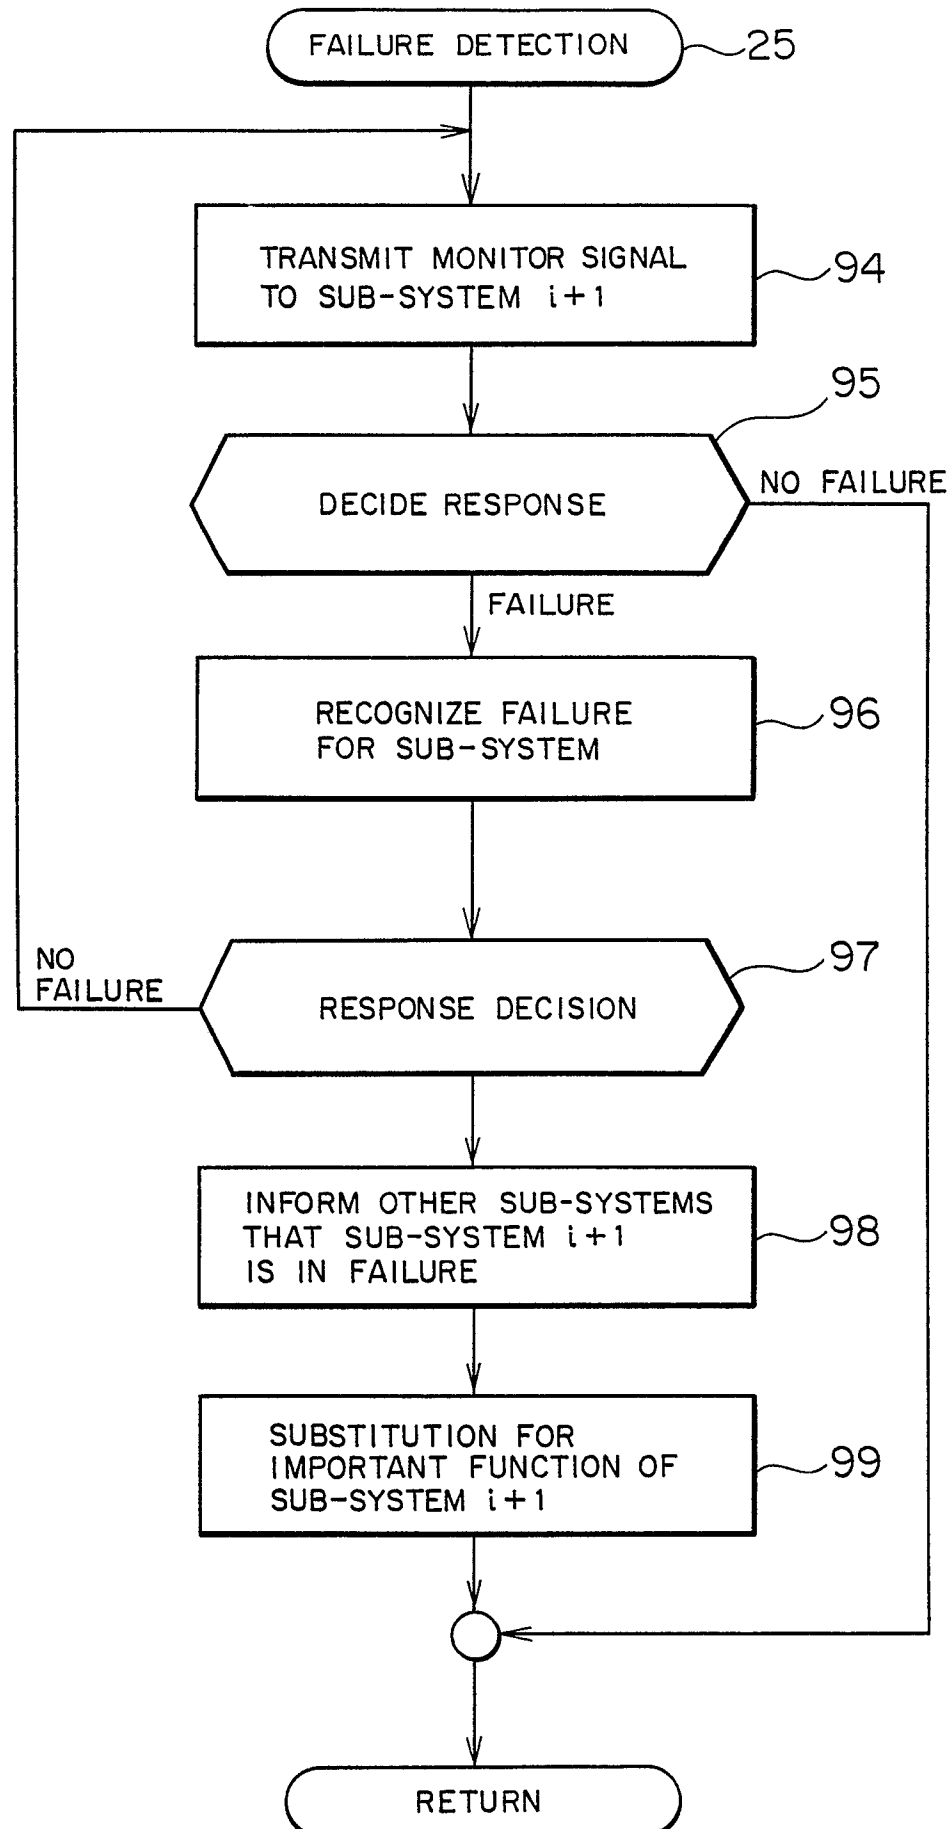 FAILURE DETECTION
25
TRANSMIT MONITOR SIGNAL
TO SUB-SYSTEM i+1
94
95
DECIDE RESPONSE
NO FAILURE
FAILURE
RECOGNIZE FAILURE
FOR SUB-SYSTEM
96
NO
FAILURE
RESPONSE DECISION
97
INFORM OTHER SUB-SYSTEMS
THAT SUB-SYSTEM i+1
IS IN FAILURE
98
SUBSTITUTION FOR
IMPORTANT FUNCTION OF
SUB-SYSTEM i+1
99
RETURN